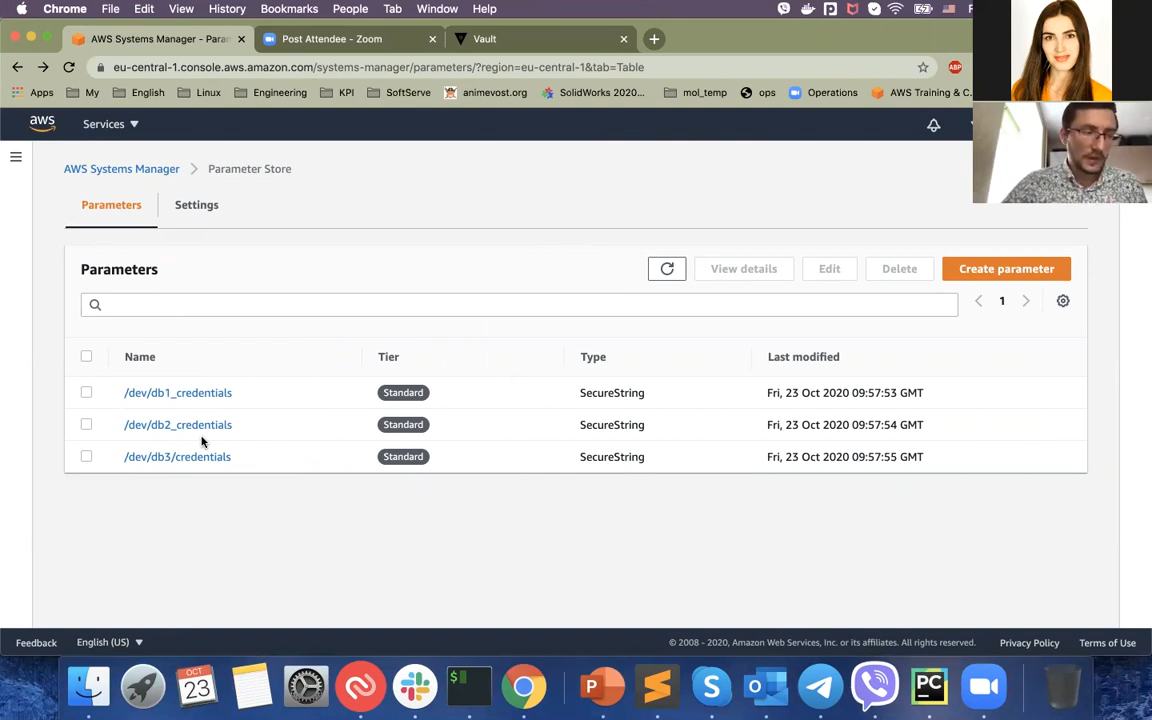 Chrome File Edit View History Bookmarks People Tab Window Help
AWS Systems Manager - Para
Post Attendee - Zoom
Vault
eu-central-1.console.aws.amazon.com/systems-manager/parameters/?region=eu-central-1&tab=Table
ABP
Apps My English Linux Engineering KPI SoftServe animevost.org SolidWorks 2020... mol_temp ops Operations AWS Training & C
aws Services
AWS Systems Manager Parameter Store
Parameters Settings
Parameters View details Edit Delete Create parameter
1
Name Tier Type Last modified
/dev/db1_credentials Standard SecureString Fri, 23 Oct 2020 09:57:53 GMT
/dev/db2_credentials Standard SecureString Fri, 23 Oct 2020 09:57:54 GMT
/dev/db3/credentials Standard SecureString Fri, 23 Oct 2020 09:57:55 GMT
Feedback English (US) © 2008 - 2020, Amazon Web Services, Inc. or its affiliates. All rights reserved. Privacy Policy Terms of Use
OCT
23
$
P
S
O
PC